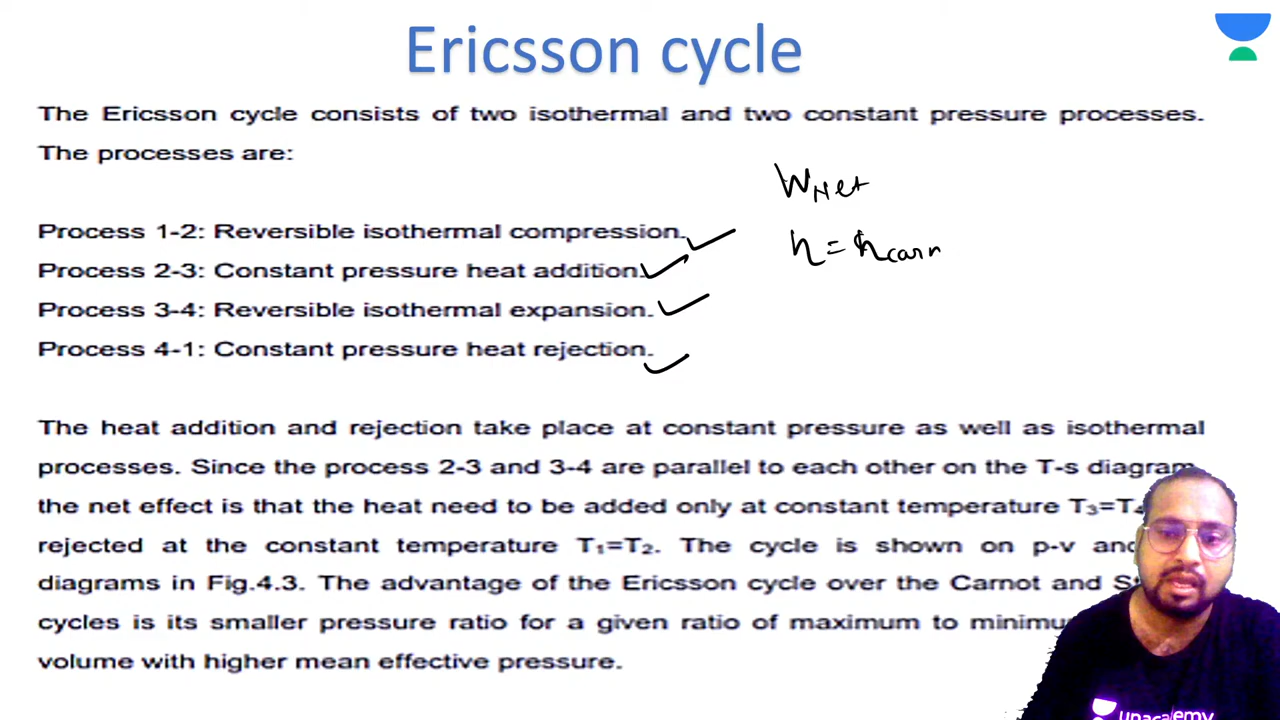 Ericsson cycle
The Ericsson cycle consists of two isothermal and two constant pressure processes.
The processes are:
W Net
Process 1-2: Reversible isothermal compression.
η = ηcarn
Process 2-3: Constant pressure heat addition.
Process 3-4: Reversible isothermal expansion.
Process 4-1: Constant pressure heat rejection.
The heat addition and rejection take place at constant pressure as well as isothermal
processes. Since the process 2-3 and 3-4 are parallel to each other on the T-s diagram
the net effect is that the heat need to be added only at constant temperature T₃=T₄
rejected at the constant temperature T₁=T₂. The cycle is shown on p-v and
diagrams in Fig.4.3. The advantage of the Ericsson cycle over the Carnot and
cycles is its smaller pressure ratio for a given ratio of maximum to
volume with higher mean effective pressure.
unacademy